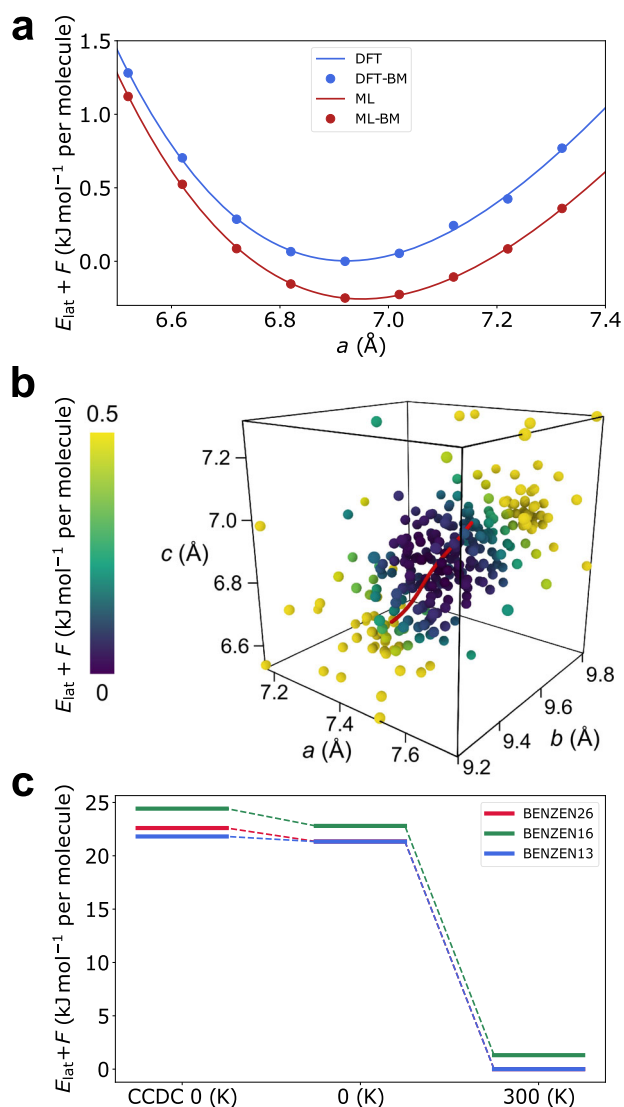 a
E_lat + F (kJ mol⁻¹ per molecule)
1.5
1.0
0.5
0.0
6.6
6.8
7.0
7.2
7.4
a (Å)
DFT
DFT-BM
ML
ML-BM
b
E_lat + F (kJ mol⁻¹ per molecule)
0.5
0
c (Å)
7.2
7.0
6.8
6.6
7.2
7.4
7.6
a (Å)
9.2
9.4
9.6
9.8
b (Å)
c
E_lat+F (kJ mol⁻¹ per molecule)
25
20
15
10
5
0
BENZEN26
BENZEN16
BENZEN13
CCDC 0 (K)
0 (K)
300 (K)